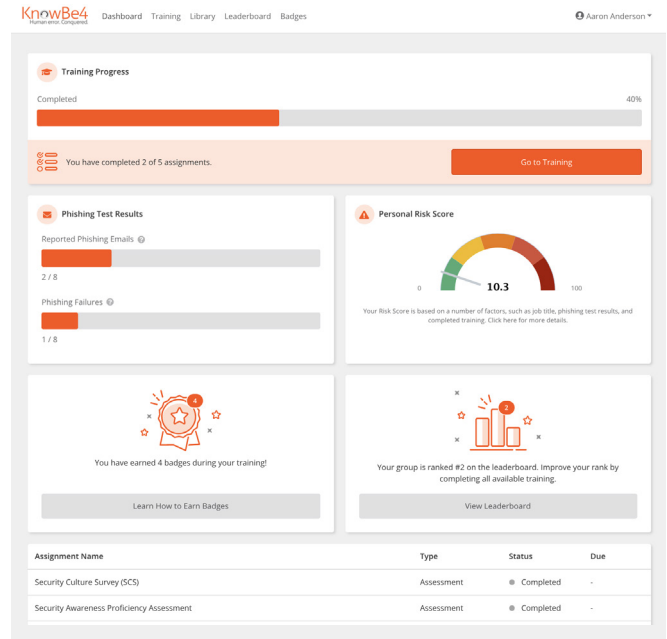 KnowBe4
Human error. Conquered.
Dashboard Training Library Leaderboard Badges
Aaron Anderson
Training Progress
Completed 40%
You have completed 2 of 5 assignments.
Go to Training
Phishing Test Results
Reported Phishing Emails
2 / 8
Phishing Failures
1 / 8
Personal Risk Score
0 10.3 100
Your Risk Score is based on a number of factors, such as job title, phishing test results, and
completed training. Click here for more details.
4
You have earned 4 badges during your training!
Learn How to Earn Badges
2
Your group is ranked #2 on the leaderboard. Improve your rank by
completing all available training.
View Leaderboard
Assignment Name Type Status Due
Security Culture Survey (SCS) Assessment Completed -
Security Awareness Proficiency Assessment Assessment Completed -